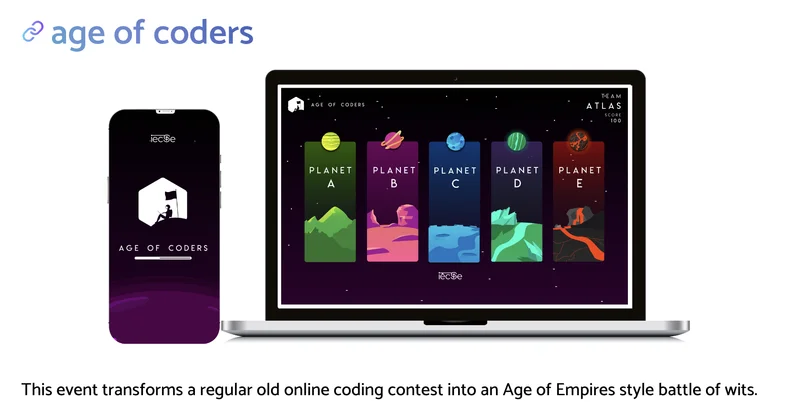 age of coders
iecse
AGE OF CODERS
AGE OF CODERS
TEAM
ATLAS
SCORE
100
PLANET
A
PLANET
B
PLANET
C
PLANET
D
PLANET
E
iecse
This event transforms a regular old online coding contest into an Age of Empires style battle of wits.